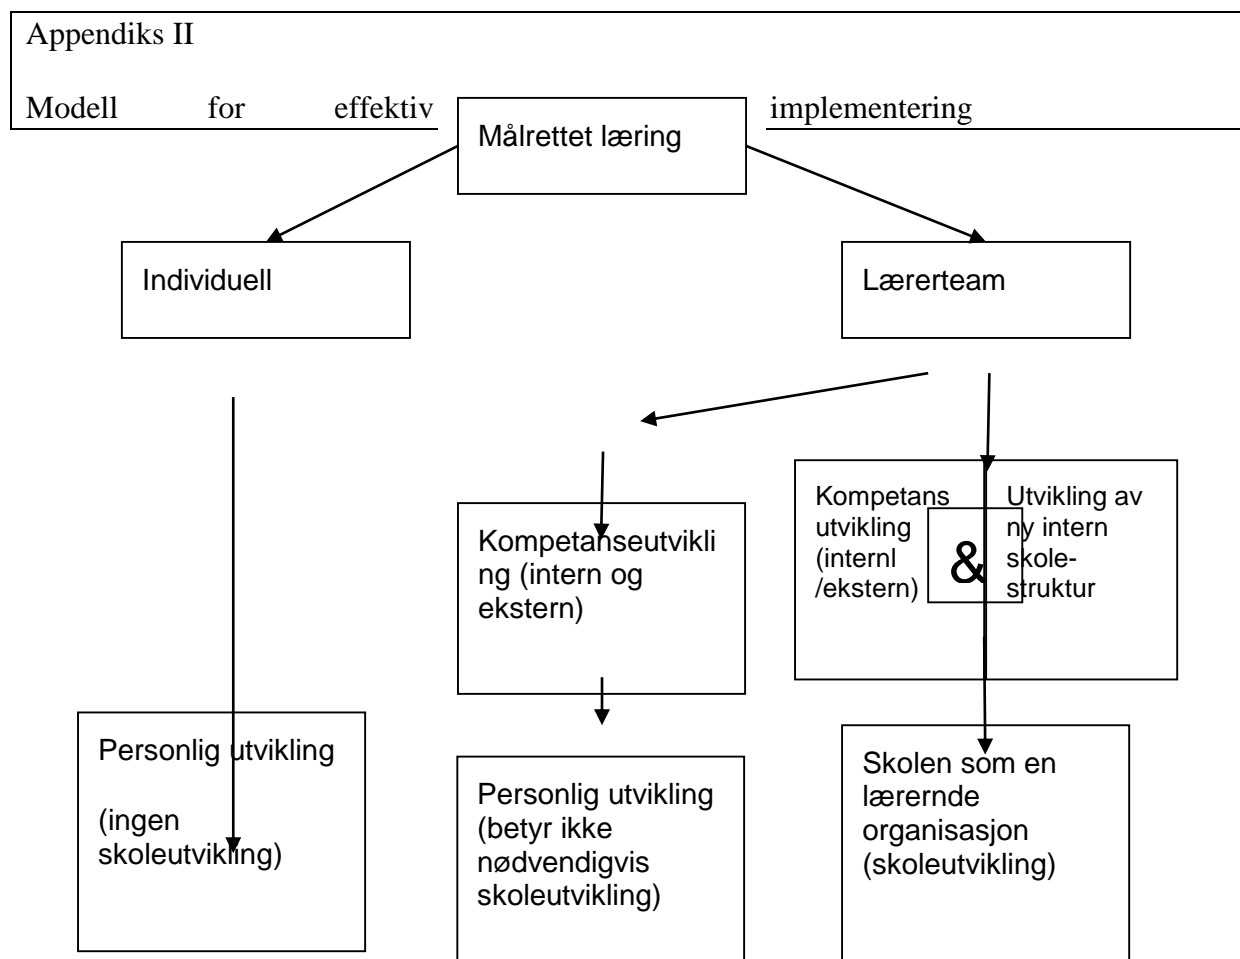 Appendiks II
Modell for effektiv implementering
Målrettet læring
Individuell
Lærerteam
Kompetanseutvikli
ng (intern og
ekstern)
Kompetans
utvikling
(internl
/ekstern)
&
Utvikling av
ny intern
skole-
struktur
Personlig utvikling
(ingen
skoleutvikling)
Personlig utvikling
(betyr ikke
nødvendigvis
skoleutvikling)
Skolen som en
lærernde
organisasjon
(skoleutvikling)